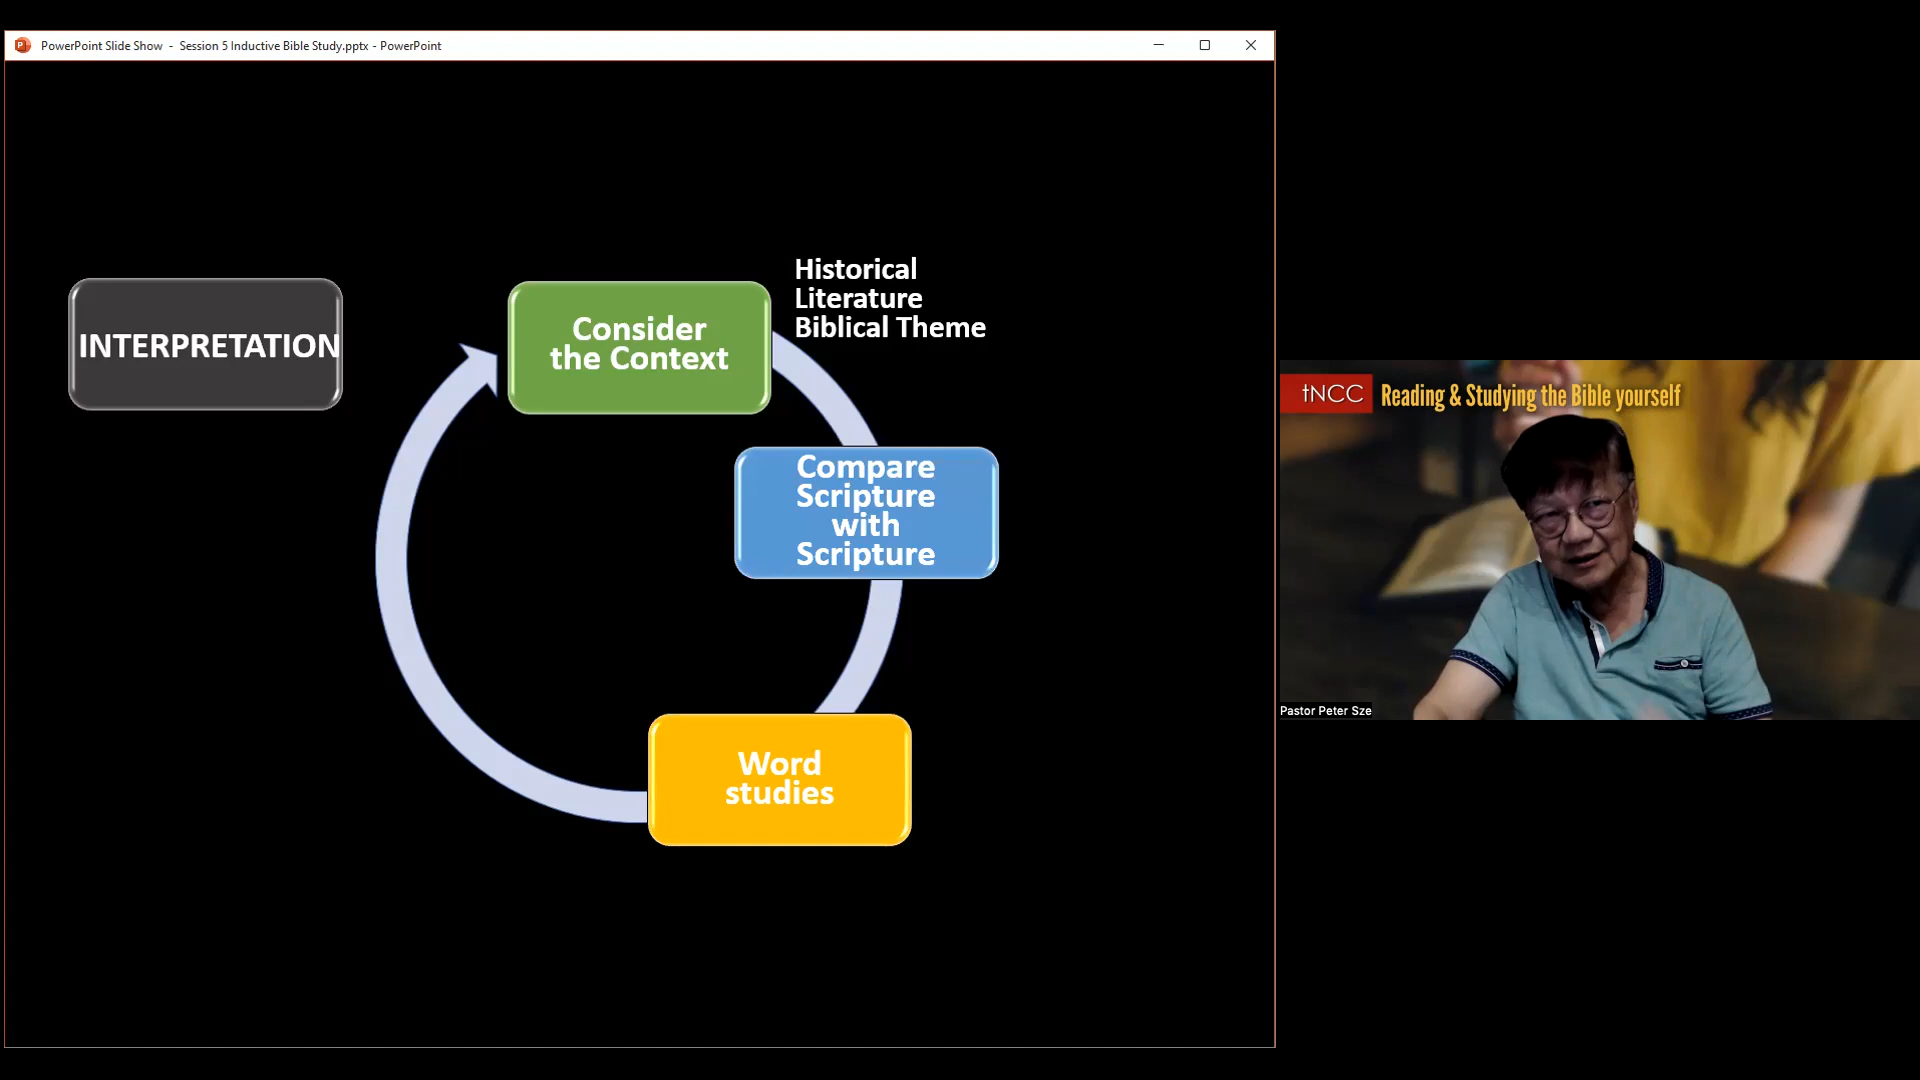 PowerPoint Slide Show - Session 5 Inductive Bible Study.pptx - PowerPoint
INTERPRETATION
Consider
the Context
Historical
Literature
Biblical Theme
Compare
Scripture
with
Scripture
Word
studies
tNCC Reading & Studying the Bible yourself
Pastor Peter Sze